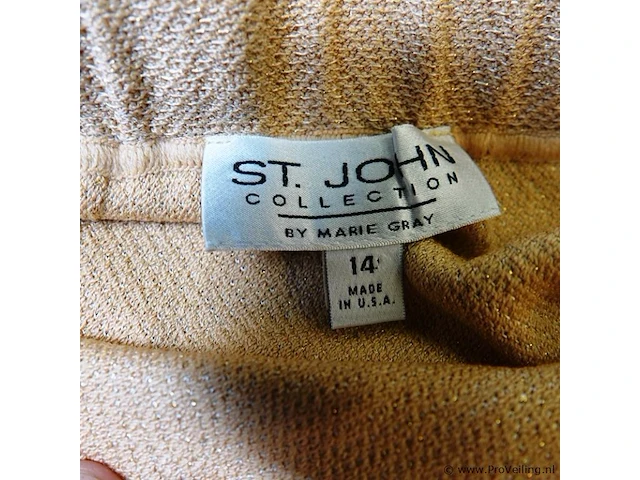 ST. JOHN
COLLECTION
BY MARIE GRAY
14
MADE
IN U.S.A.
© www.ProVeiling.nl